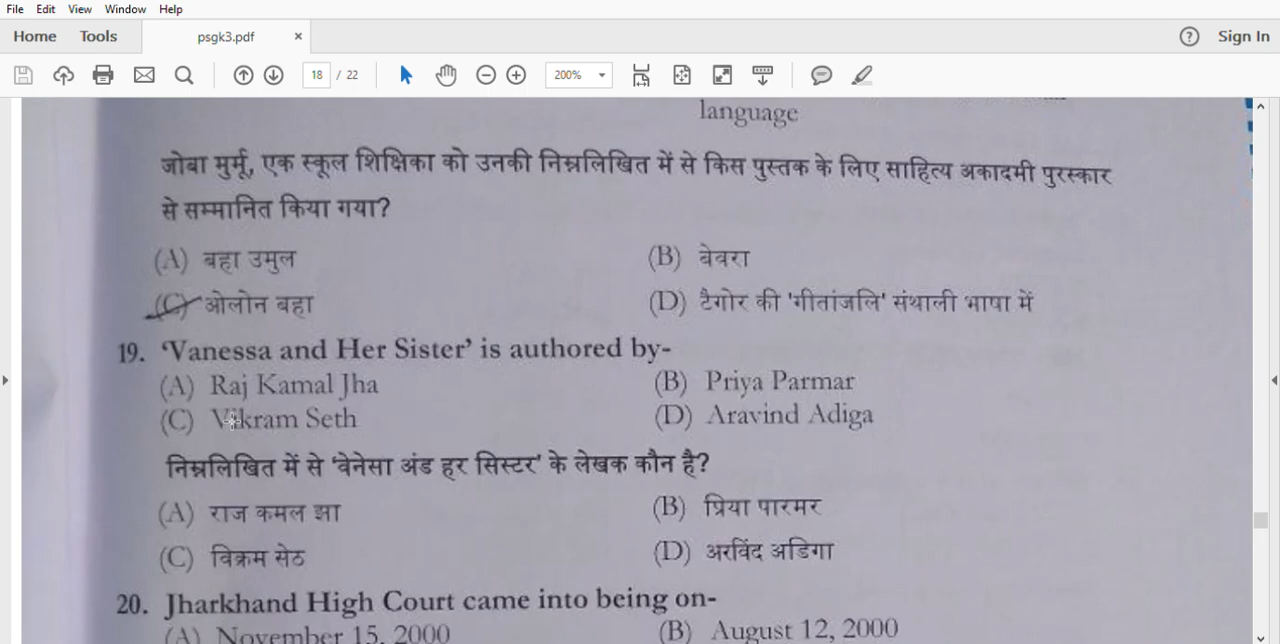 File Edit View Window Help
Home Tools psgk3.pdf × ? Sign In
18 / 22 200%
language
जोबा मुर्मू, एक स्कूल शिक्षिका को उनकी निम्नलिखित में से किस पुस्तक के लिए साहित्य अकादमी पुरस्कार
से सम्मानित किया गया?
(A) बहा उमुल (B) बेवरा
(C) ओलोन बहा (D) टैगोर की 'गीतांजलि' संथाली भाषा में
19. 'Vanessa and Her Sister' is authored by-
(A) Raj Kamal Jha (B) Priya Parmar
(C) Vikram Seth (D) Aravind Adiga
निम्नलिखित में से 'वेनेसा अंड हर सिस्टर' के लेखक कौन है?
(A) राज कमल झा (B) प्रिया पारमर
(C) विक्रम सेठ (D) अरविंद अडिगा
20. Jharkhand High Court came into being on-
(A) November 15, 2000 (B) August 12, 2000